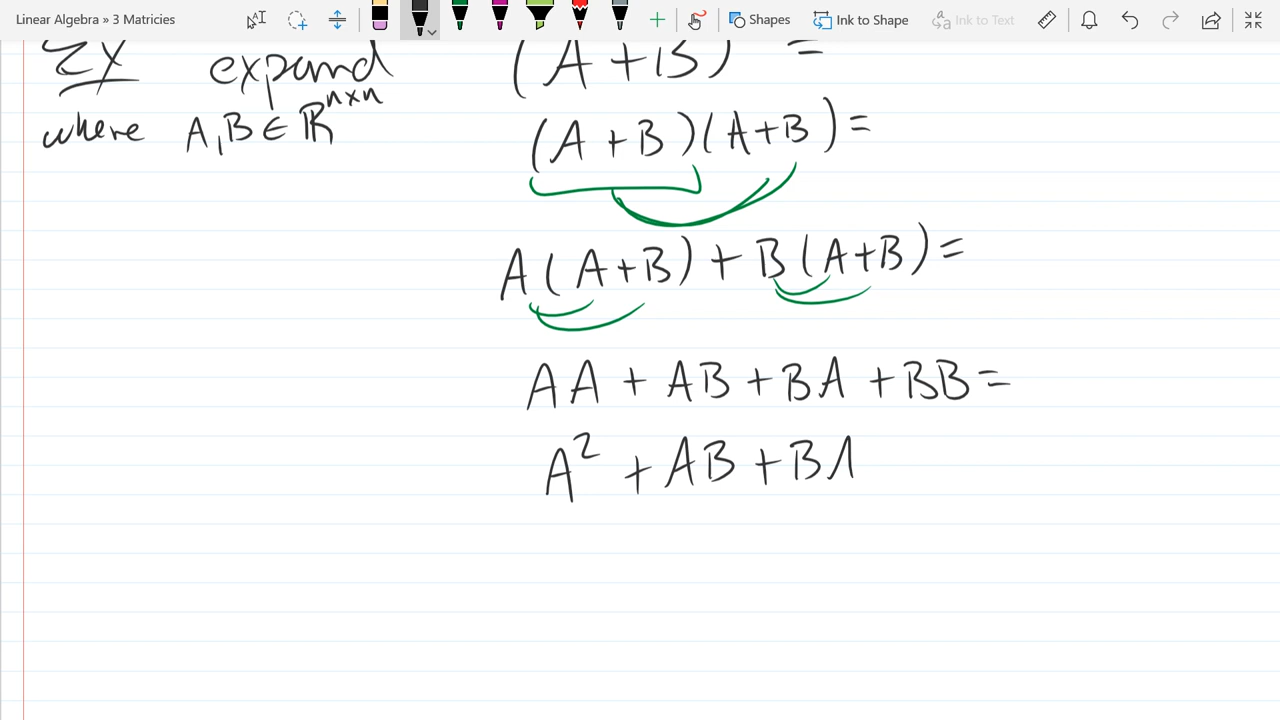 Linear Algebra » 3 Matricies
Shapes
Ink to Shape
Ink to Text
Ex expand (A+B) =
where A,B ∈ ℝⁿˣⁿ
(A+B)(A+B)=
A(A+B)+B(A+B)=
AA + AB + BA + BB =
A² + AB + BA